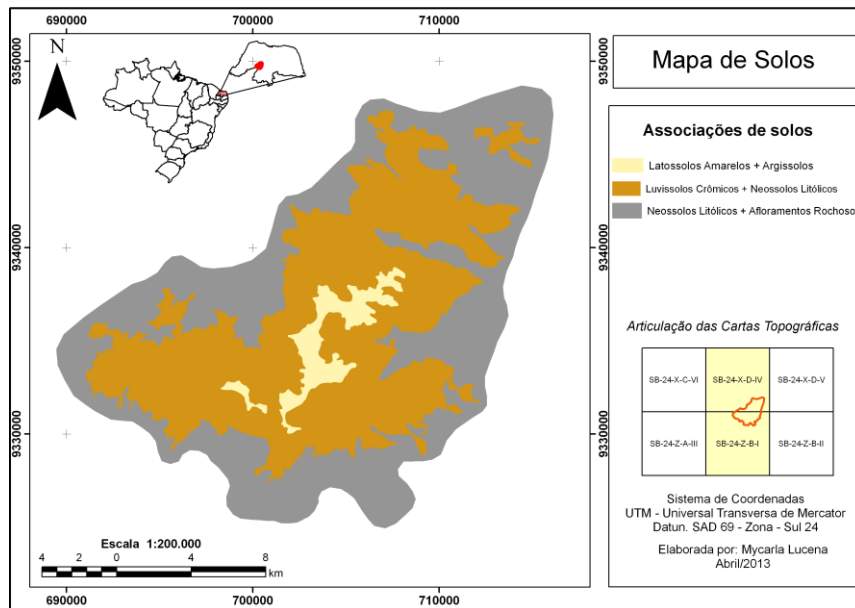 690000
700000
710000
9350000
9350000
N
Mapa de Solos
Associações de solos
Latossolos Amarelos + Argissolos
Luvissolos Crômicos + Neossolos Litólicos
Neossolos Litólicos + Afloramentos Rochoso
9340000
9340000
Articulação das Cartas Topográficas
SB-24-X-C-VI
SB-24-X-D-IV
SB-24-X-D-V
SB-24-Z-A-III
SB-24-Z-B-I
SB-24-Z-B-II
9330000
9330000
Sistema de Coordenadas
UTM - Universal Transversa de Mercator
Datun. SAD 69 - Zona - Sul 24
Elaborada por: Mycarla Lucena
Abril/2013
Escala 1:200.000
4 2 0 4 8
km
690000
700000
710000